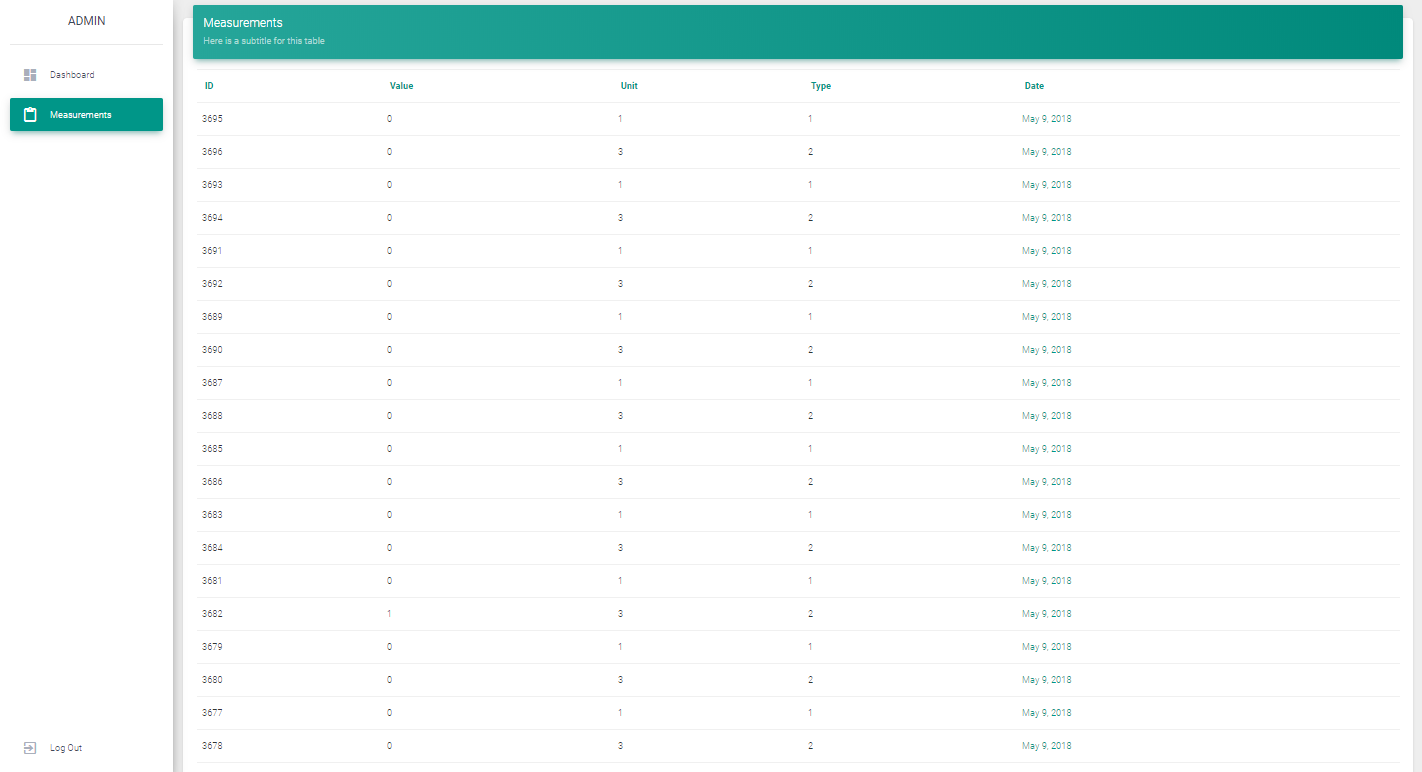 ADMIN
Dashboard
Measurements
Log Out
Measurements
Here is a subtitle for this table
ID Value Unit Type Date
3695 0 1 1 May 9, 2018
3696 0 3 2 May 9, 2018
3693 0 1 1 May 9, 2018
3694 0 3 2 May 9, 2018
3691 0 1 1 May 9, 2018
3692 0 3 2 May 9, 2018
3689 0 1 1 May 9, 2018
3690 0 3 2 May 9, 2018
3687 0 1 1 May 9, 2018
3688 0 3 2 May 9, 2018
3685 0 1 1 May 9, 2018
3686 0 3 2 May 9, 2018
3683 0 1 1 May 9, 2018
3684 0 3 2 May 9, 2018
3681 0 1 1 May 9, 2018
3682 1 3 2 May 9, 2018
3679 0 1 1 May 9, 2018
3680 0 3 2 May 9, 2018
3677 0 1 1 May 9, 2018
3678 0 3 2 May 9, 2018